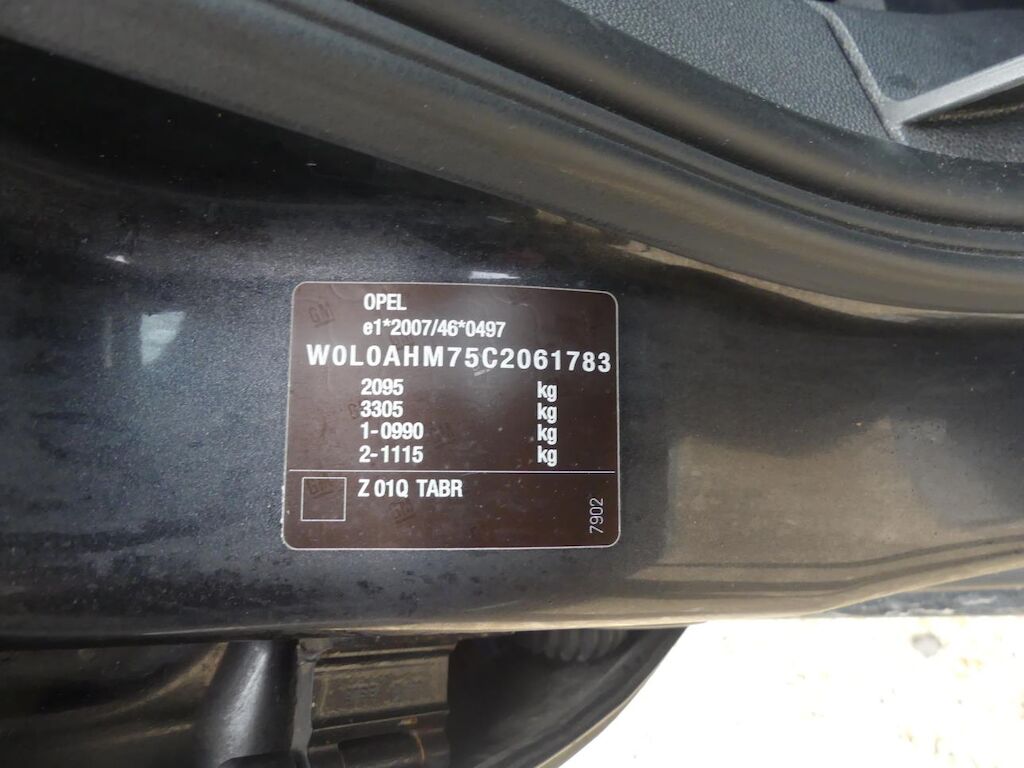 OPEL
e1*2007/46*0497
W0L0AHM75C2061783
2095 kg
3305 kg
1-0990 kg
2-1115 kg
Z 01Q TABR
7902